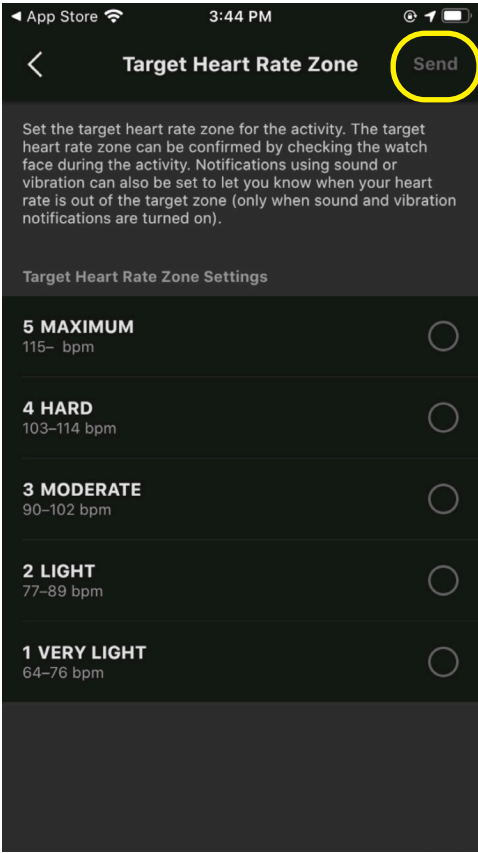 App Store 3:44 PM
Target Heart Rate Zone Send
Set the target heart rate zone for the activity. The target
heart rate zone can be confirmed by checking the watch
face during the activity. Notifications using sound or
vibration can also be set to let you know when your heart
rate is out of the target zone (only when sound and vibration
notifications are turned on).
Target Heart Rate Zone Settings
5 MAXIMUM
115– bpm
4 HARD
103–114 bpm
3 MODERATE
90–102 bpm
2 LIGHT
77–89 bpm
1 VERY LIGHT
64–76 bpm